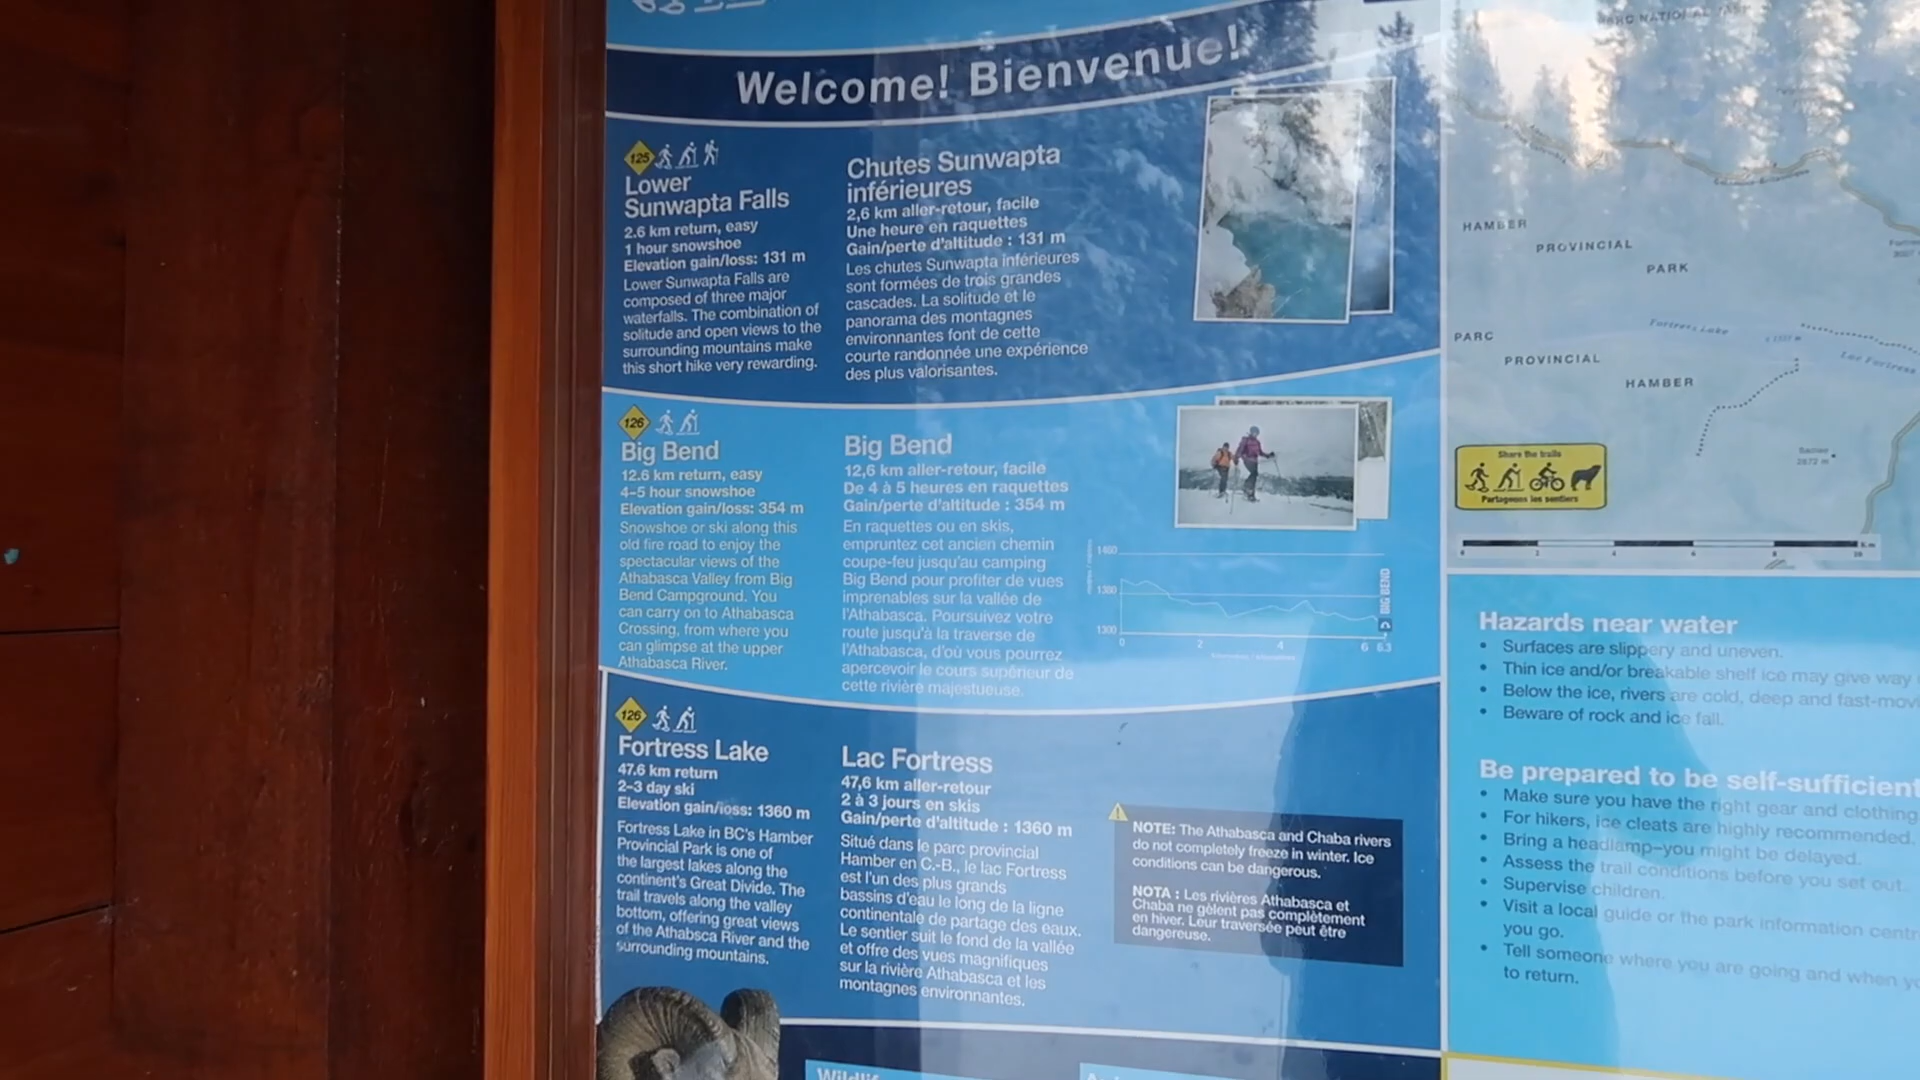 Welcome! Bienvenue!
125
Lower
Sunwapta Falls
2.6 km return, easy
1 hour snowshoe
Elevation gain/loss: 131 m
Lower Sunwapta Falls are
composed of three major
waterfalls. The combination of
solitude and open views to the
surrounding mountains make
this short hike very rewarding.
Chutes Sunwapta
inférieures
2,6 km aller-retour, facile
Une heure en raquettes
Gain/perte d'altitude : 131 m
Les chutes Sunwapta inférieures
sont formées de trois grandes
cascades. La solitude et le
panorama des montagnes
environnantes font de cette
courte randonnée une expérience
des plus valorisantes.
126
Big Bend
12.6 km return, easy
4–5 hour snowshoe
Elevation gain/loss: 354 m
Snowshoe or ski along this
old fire road to enjoy the
spectacular views of the
Athabasca Valley from Big
Bend Campground. You
can carry on to Athabasca
Crossing, from where you
can glimpse at the upper
Athabasca River.
Big Bend
12,6 km aller-retour, facile
De 4 à 5 heures en raquettes
Gain/perte d'altitude : 354 m
En raquettes ou en skis,
empruntez cet ancien chemin
coupe-feu jusqu'au camping
Big Bend pour profiter de vues
imprenables sur la vallée de
l'Athabasca. Poursuivez votre
route jusqu'à la traverse de
l'Athabasca, d'où vous pourrez
apercevoir le cours supérieur de
cette rivière majestueuse.
1460
1380
1300
0 2 4 6 6.3
BIG BEND
126
Fortress Lake
47.6 km return
2–3 day ski
Elevation gain/loss: 1360 m
Fortress Lake in BC's Hamber
Provincial Park is one of
the largest lakes along the
continent's Great Divide. The
trail travels along the valley
bottom, offering great views
of the Athabsca River and the
surrounding mountains.
Lac Fortress
47,6 km aller-retour
2 à 3 jours en skis
Gain/perte d'altitude : 1360 m
Situé dans le parc provincial
Hamber en C.-B., le lac Fortress
est l'un des plus grands
bassins d'eau le long de la ligne
continentale de partage des eaux.
Le sentier suit le fond de la vallée
et offre des vues magnifiques
sur la rivière Athabasca et les
montagnes environnantes.
NOTE: The Athabasca and Chaba rivers
do not completely freeze in winter. Ice
conditions can be dangerous.
NOTA : Les rivières Athabasca et
Chaba ne gèlent pas complètement
en hiver. Leur traversée peut être
dangereuse.
HAMBER
PROVINCIAL
PARK
Fortress Lake
Lac Fortress
PARC
PROVINCIAL
HAMBER
Share the trails
Partageons les sentiers
0 2 4 6 8 10
Hazards near water
• Surfaces are slippery and uneven.
• Thin ice and/or breakable shelf ice may give way
• Below the ice, rivers are cold, deep and fast-mov
• Beware of rock and ice fall.
Be prepared to be self-sufficient
• Make sure you have the right gear and clothing
• For hikers, ice cleats are highly recommended.
• Bring a headlamp–you might be delayed.
• Assess the trail conditions before you set out.
• Supervise children.
• Visit a local guide or the park information centr
you go.
• Tell someone where you are going and when yo
to return.